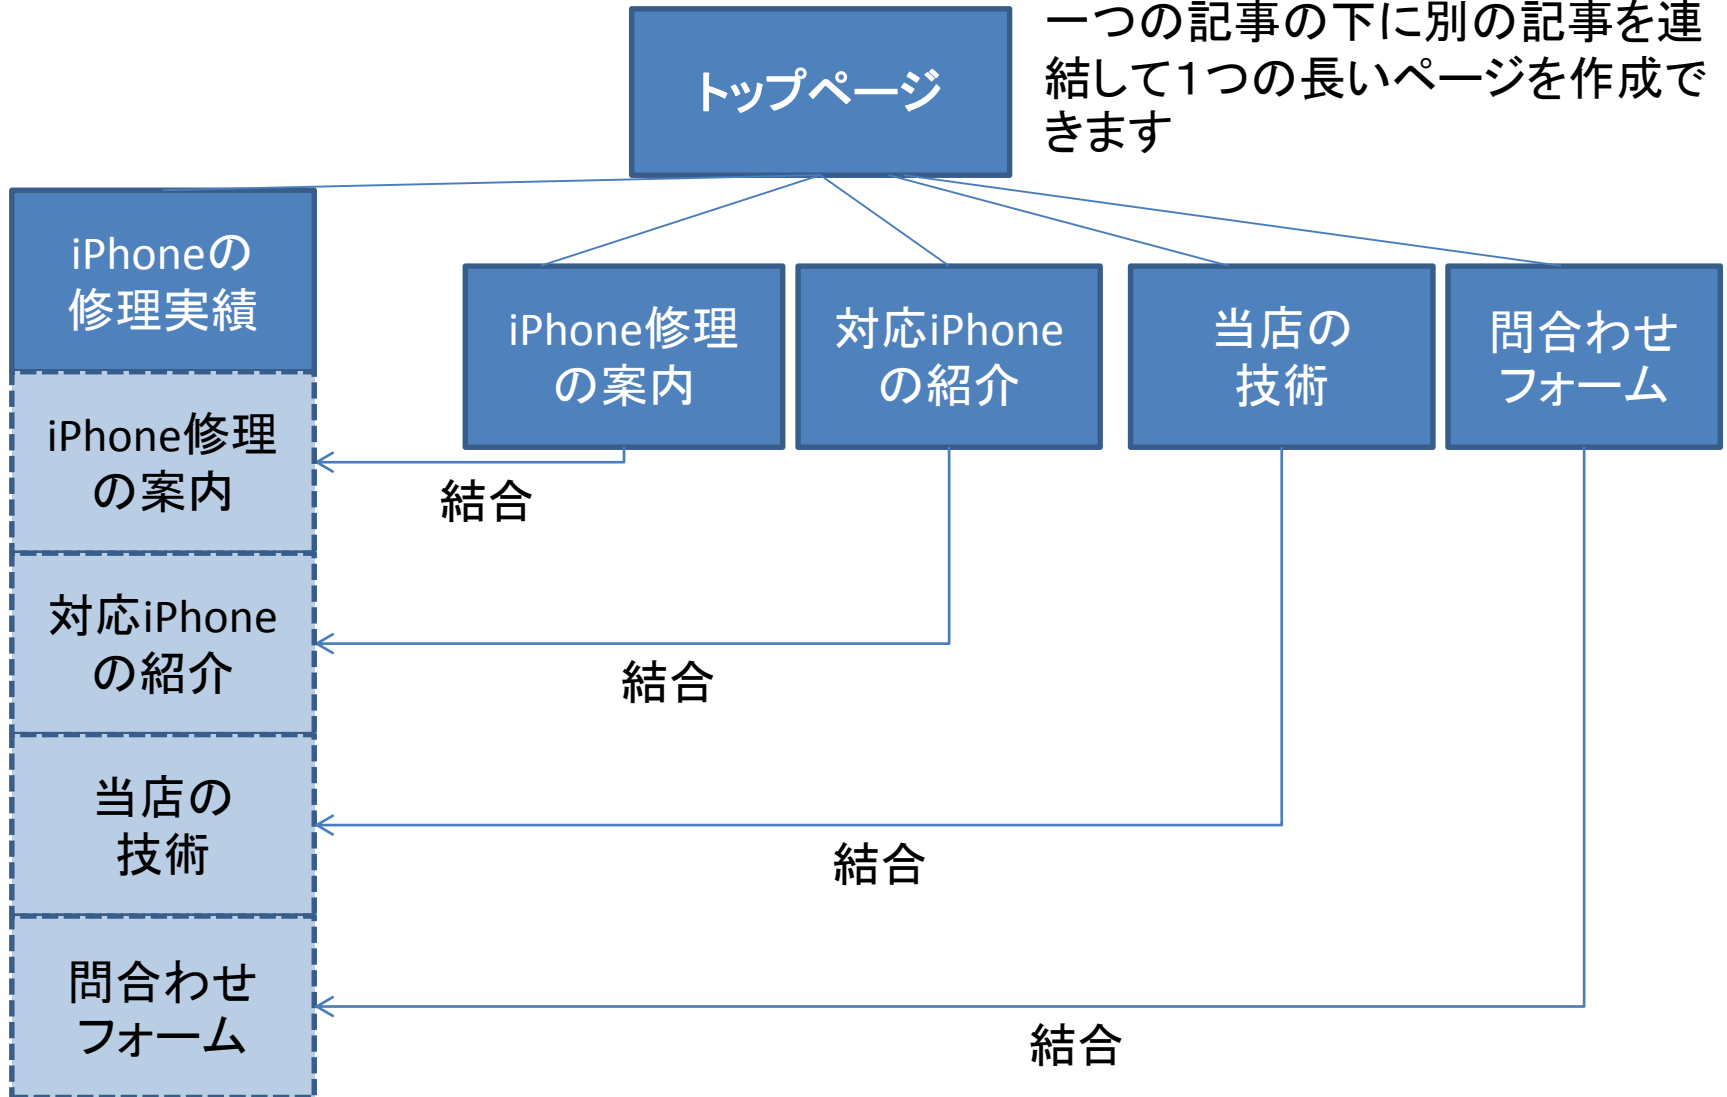 トップページ
一つの記事の下に別の記事を連
結して１つの長いページを作成で
きます
iPhoneの
修理実績
iPhone修理
の案内
対応iPhone
の紹介
当店の
技術
問合わせ
フォーム
iPhone修理
の案内
結合
対応iPhone
の紹介
結合
当店の
技術
結合
問合わせ
フォーム
結合